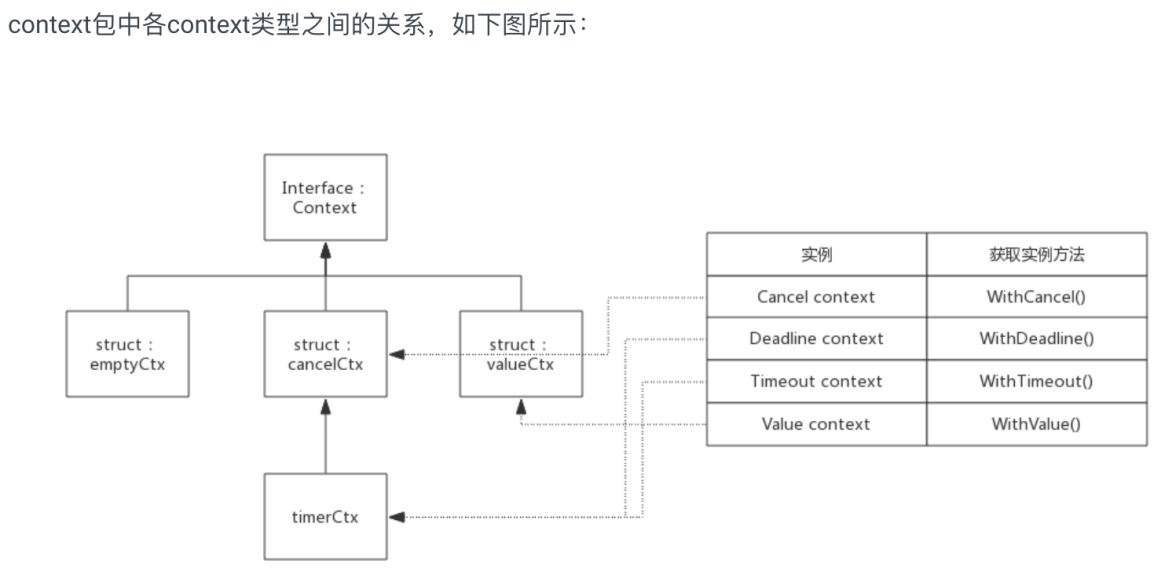 context包中各context类型之间的关系，如下图所示：
Interface：
Context
struct：
emptyCtx
struct：
cancelCtx
struct：
valueCtx
timerCtx
实例 获取实例方法
Cancel context WithCancel()
Deadline context WithDeadline()
Timeout context WithTimeout()
Value context WithValue()